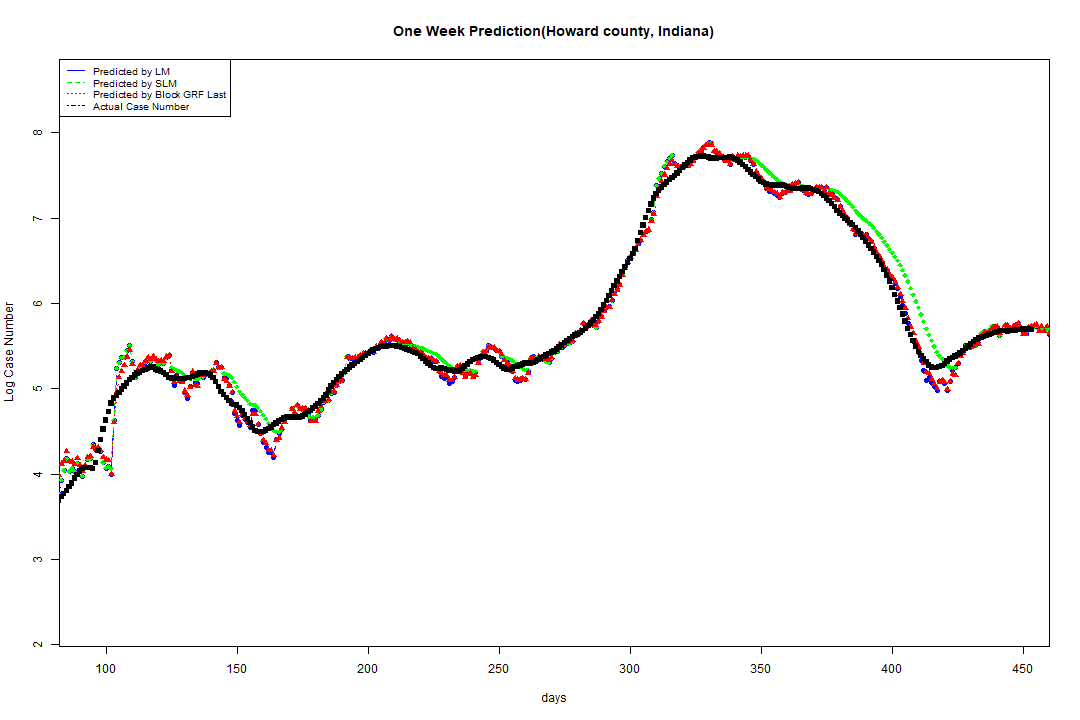 One Week Prediction(Howard county, Indiana)
Predicted by LM
Predicted by SLM
Predicted by Block GRF Last
Actual Case Number
8
7
6
5
4
3
2
Log Case Number
100 150 200 250 300 350 400 450
days